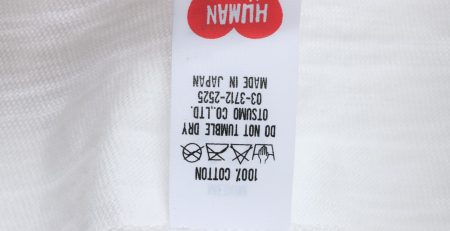 100% COTTON
DO NOT TUMBLE DRY
OTSUMO CO.,LTD.
03-3712-2525
MADE IN JAPAN
HUMAN